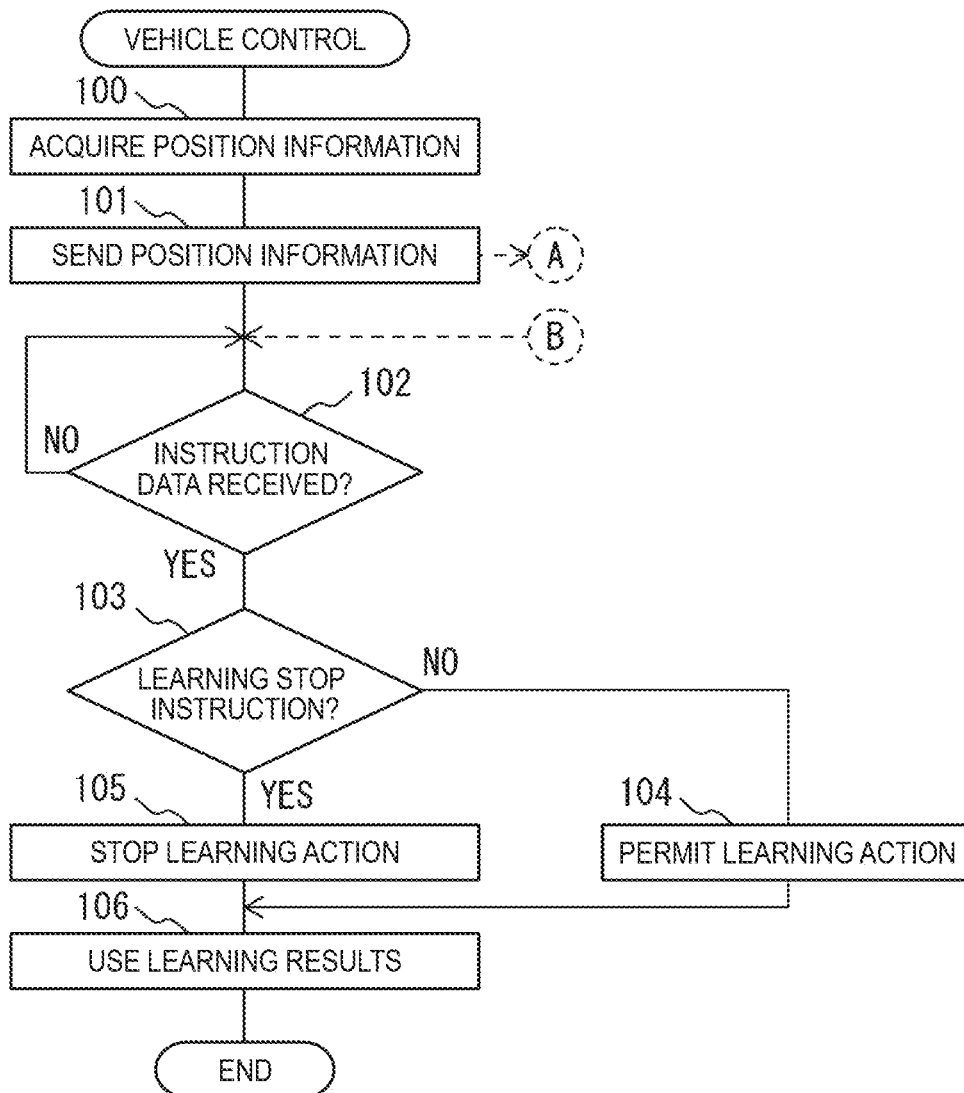 VEHICLE CONTROL
100
ACQUIRE POSITION INFORMATION
101
SEND POSITION INFORMATION
A
B
102
NO
INSTRUCTION
DATA RECEIVED?
YES
103
NO
LEARNING STOP
INSTRUCTION?
YES
105
104
STOP LEARNING ACTION
PERMIT LEARNING ACTION
106
USE LEARNING RESULTS
END